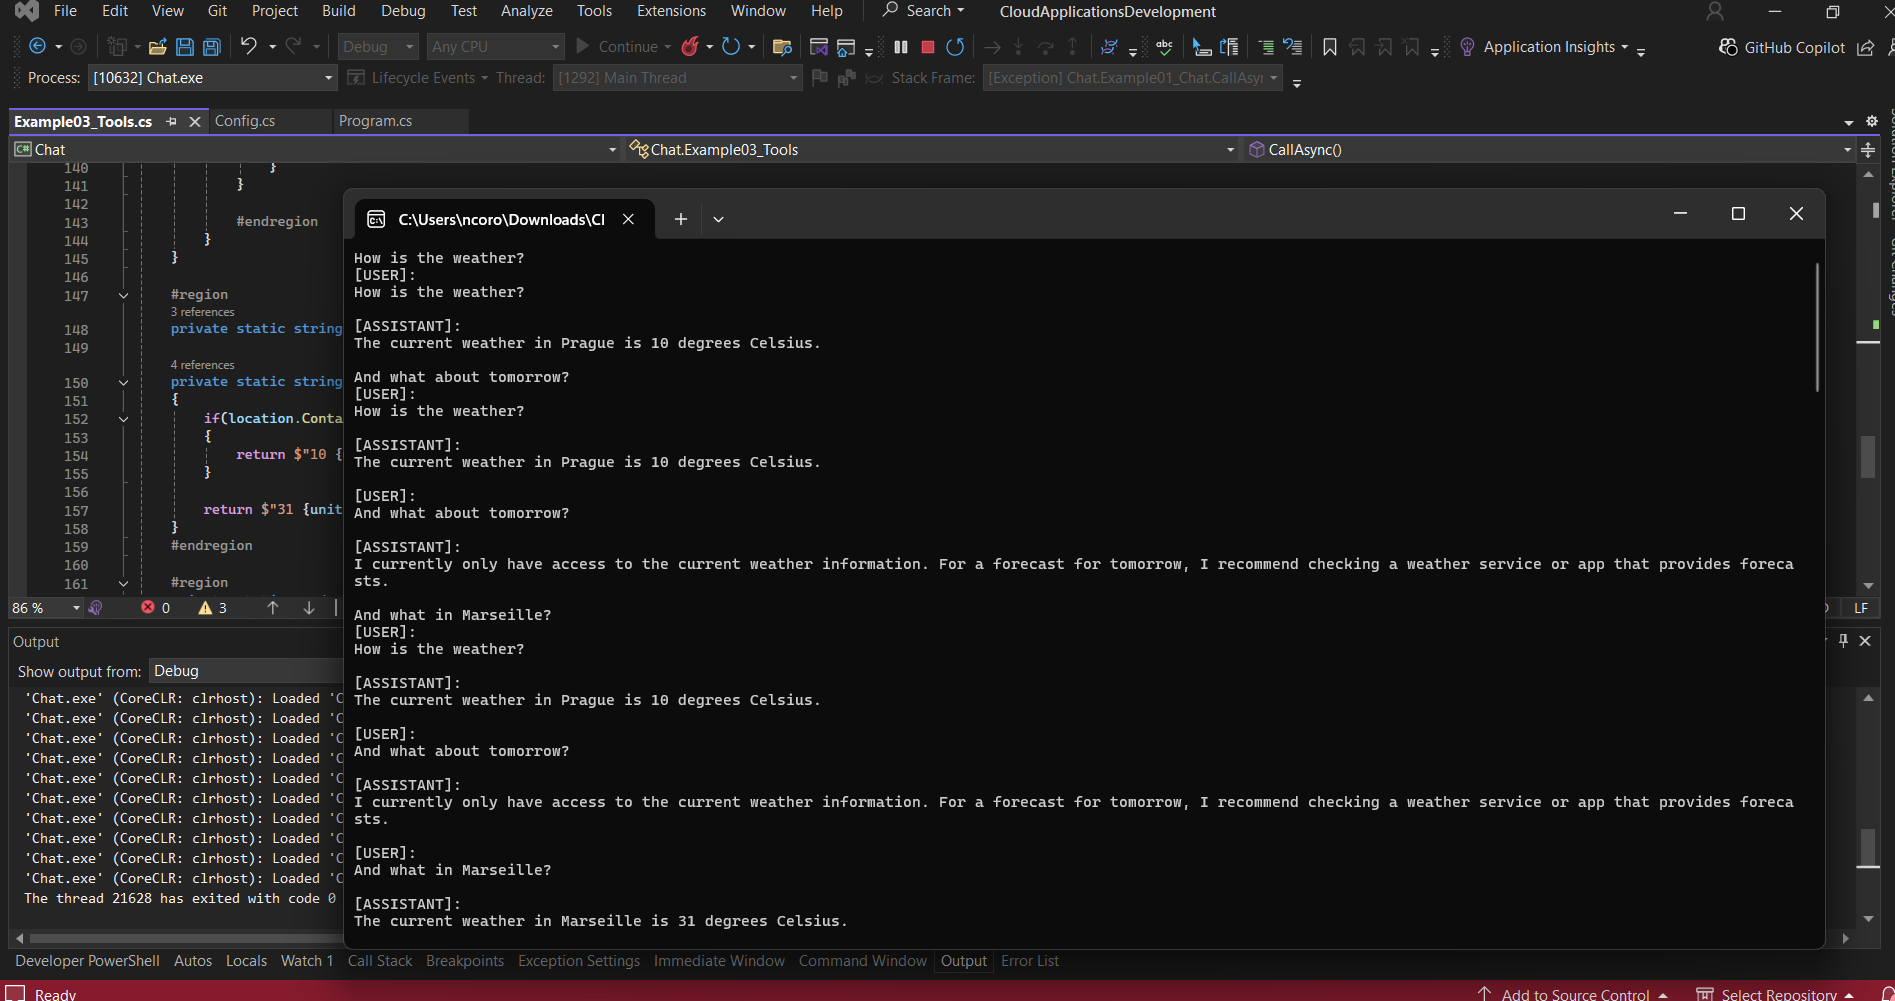 File Edit View Git Project Build Debug Test Analyze Tools Extensions Window Help Search CloudApplicationsDevelopment
Debug Any CPU Continue Application Insights GitHub Copilot
Process: [10632] Chat.exe Lifecycle Events Thread: [1292] Main Thread Stack Frame: [Exception] Chat.Example01_Chat.CallAsy
Example03_Tools.cs Config.cs Program.cs
C# Chat Chat.Example03_Tools CallAsync()
140 }
141 }
142
143 #endregion
144 }
145 }
146
147 #region
3 references
148 private static string
149
4 references
150 private static string
151 {
152 if(location.Conta
153 {
154 return $"10 {
155 }
156
157 return $"31 {unit
158 }
159 #endregion
160
161 #region
86 % 0 3 LF
C:\Users\ncoro\Downloads\Cl
How is the weather?
[USER]:
How is the weather?
[ASSISTANT]:
The current weather in Prague is 10 degrees Celsius.
And what about tomorrow?
[USER]:
How is the weather?
[ASSISTANT]:
The current weather in Prague is 10 degrees Celsius.
[USER]:
And what about tomorrow?
[ASSISTANT]:
I currently only have access to the current weather information. For a forecast for tomorrow, I recommend checking a weather service or app that provides foreca
sts.
And what in Marseille?
[USER]:
How is the weather?
[ASSISTANT]:
The current weather in Prague is 10 degrees Celsius.
[USER]:
And what about tomorrow?
[ASSISTANT]:
I currently only have access to the current weather information. For a forecast for tomorrow, I recommend checking a weather service or app that provides foreca
sts.
[USER]:
And what in Marseille?
[ASSISTANT]:
The current weather in Marseille is 31 degrees Celsius.
Output
Show output from: Debug
'Chat.exe' (CoreCLR: clrhost): Loaded 'C
'Chat.exe' (CoreCLR: clrhost): Loaded 'C
'Chat.exe' (CoreCLR: clrhost): Loaded 'C
'Chat.exe' (CoreCLR: clrhost): Loaded 'C
'Chat.exe' (CoreCLR: clrhost): Loaded 'C
'Chat.exe' (CoreCLR: clrhost): Loaded 'C
'Chat.exe' (CoreCLR: clrhost): Loaded 'C
'Chat.exe' (CoreCLR: clrhost): Loaded 'C
'Chat.exe' (CoreCLR: clrhost): Loaded 'C
'Chat.exe' (CoreCLR: clrhost): Loaded 'C
The thread 21628 has exited with code 0
Developer PowerShell Autos Locals Watch 1 Call Stack Breakpoints Exception Settings Immediate Window Command Window Output Error List
Ready Add to Source Control Select Repository